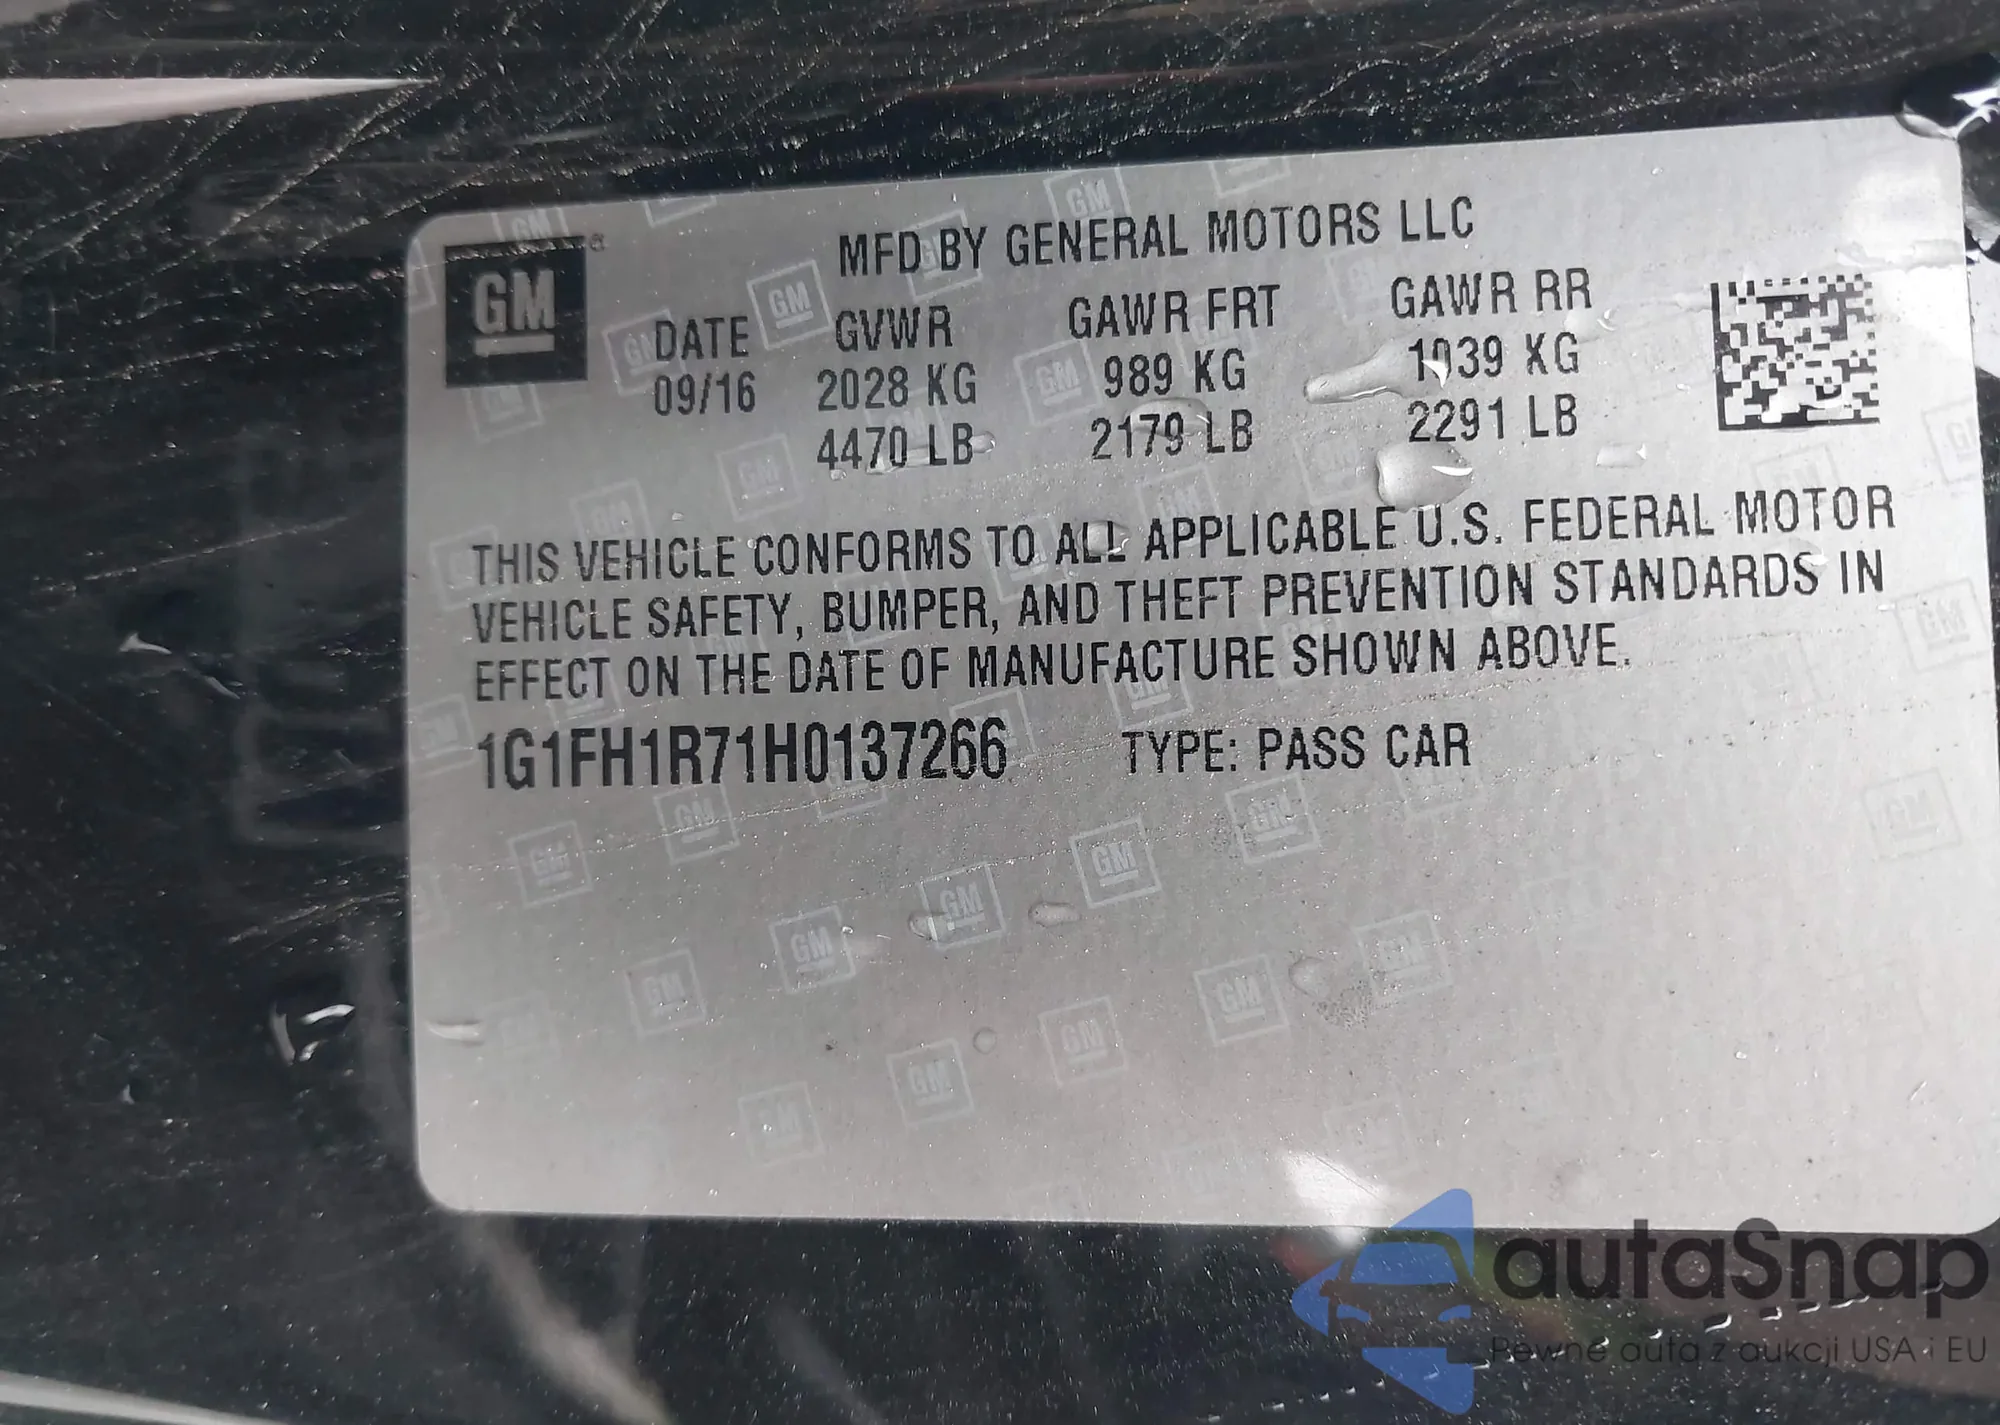 GM
MFD BY GENERAL MOTORS LLC
DATE GVWR GAWR FRT GAWR RR
09/16 2028 KG 989 KG 1039 KG
4470 LB 2179 LB 2291 LB
THIS VEHICLE CONFORMS TO ALL APPLICABLE U.S. FEDERAL MOTOR
VEHICLE SAFETY, BUMPER, AND THEFT PREVENTION STANDARDS IN
EFFECT ON THE DATE OF MANUFACTURE SHOWN ABOVE.
1G1FH1R71H0137266 TYPE: PASS CAR
autaSnap
Pewne auta z aukcji USA i EU